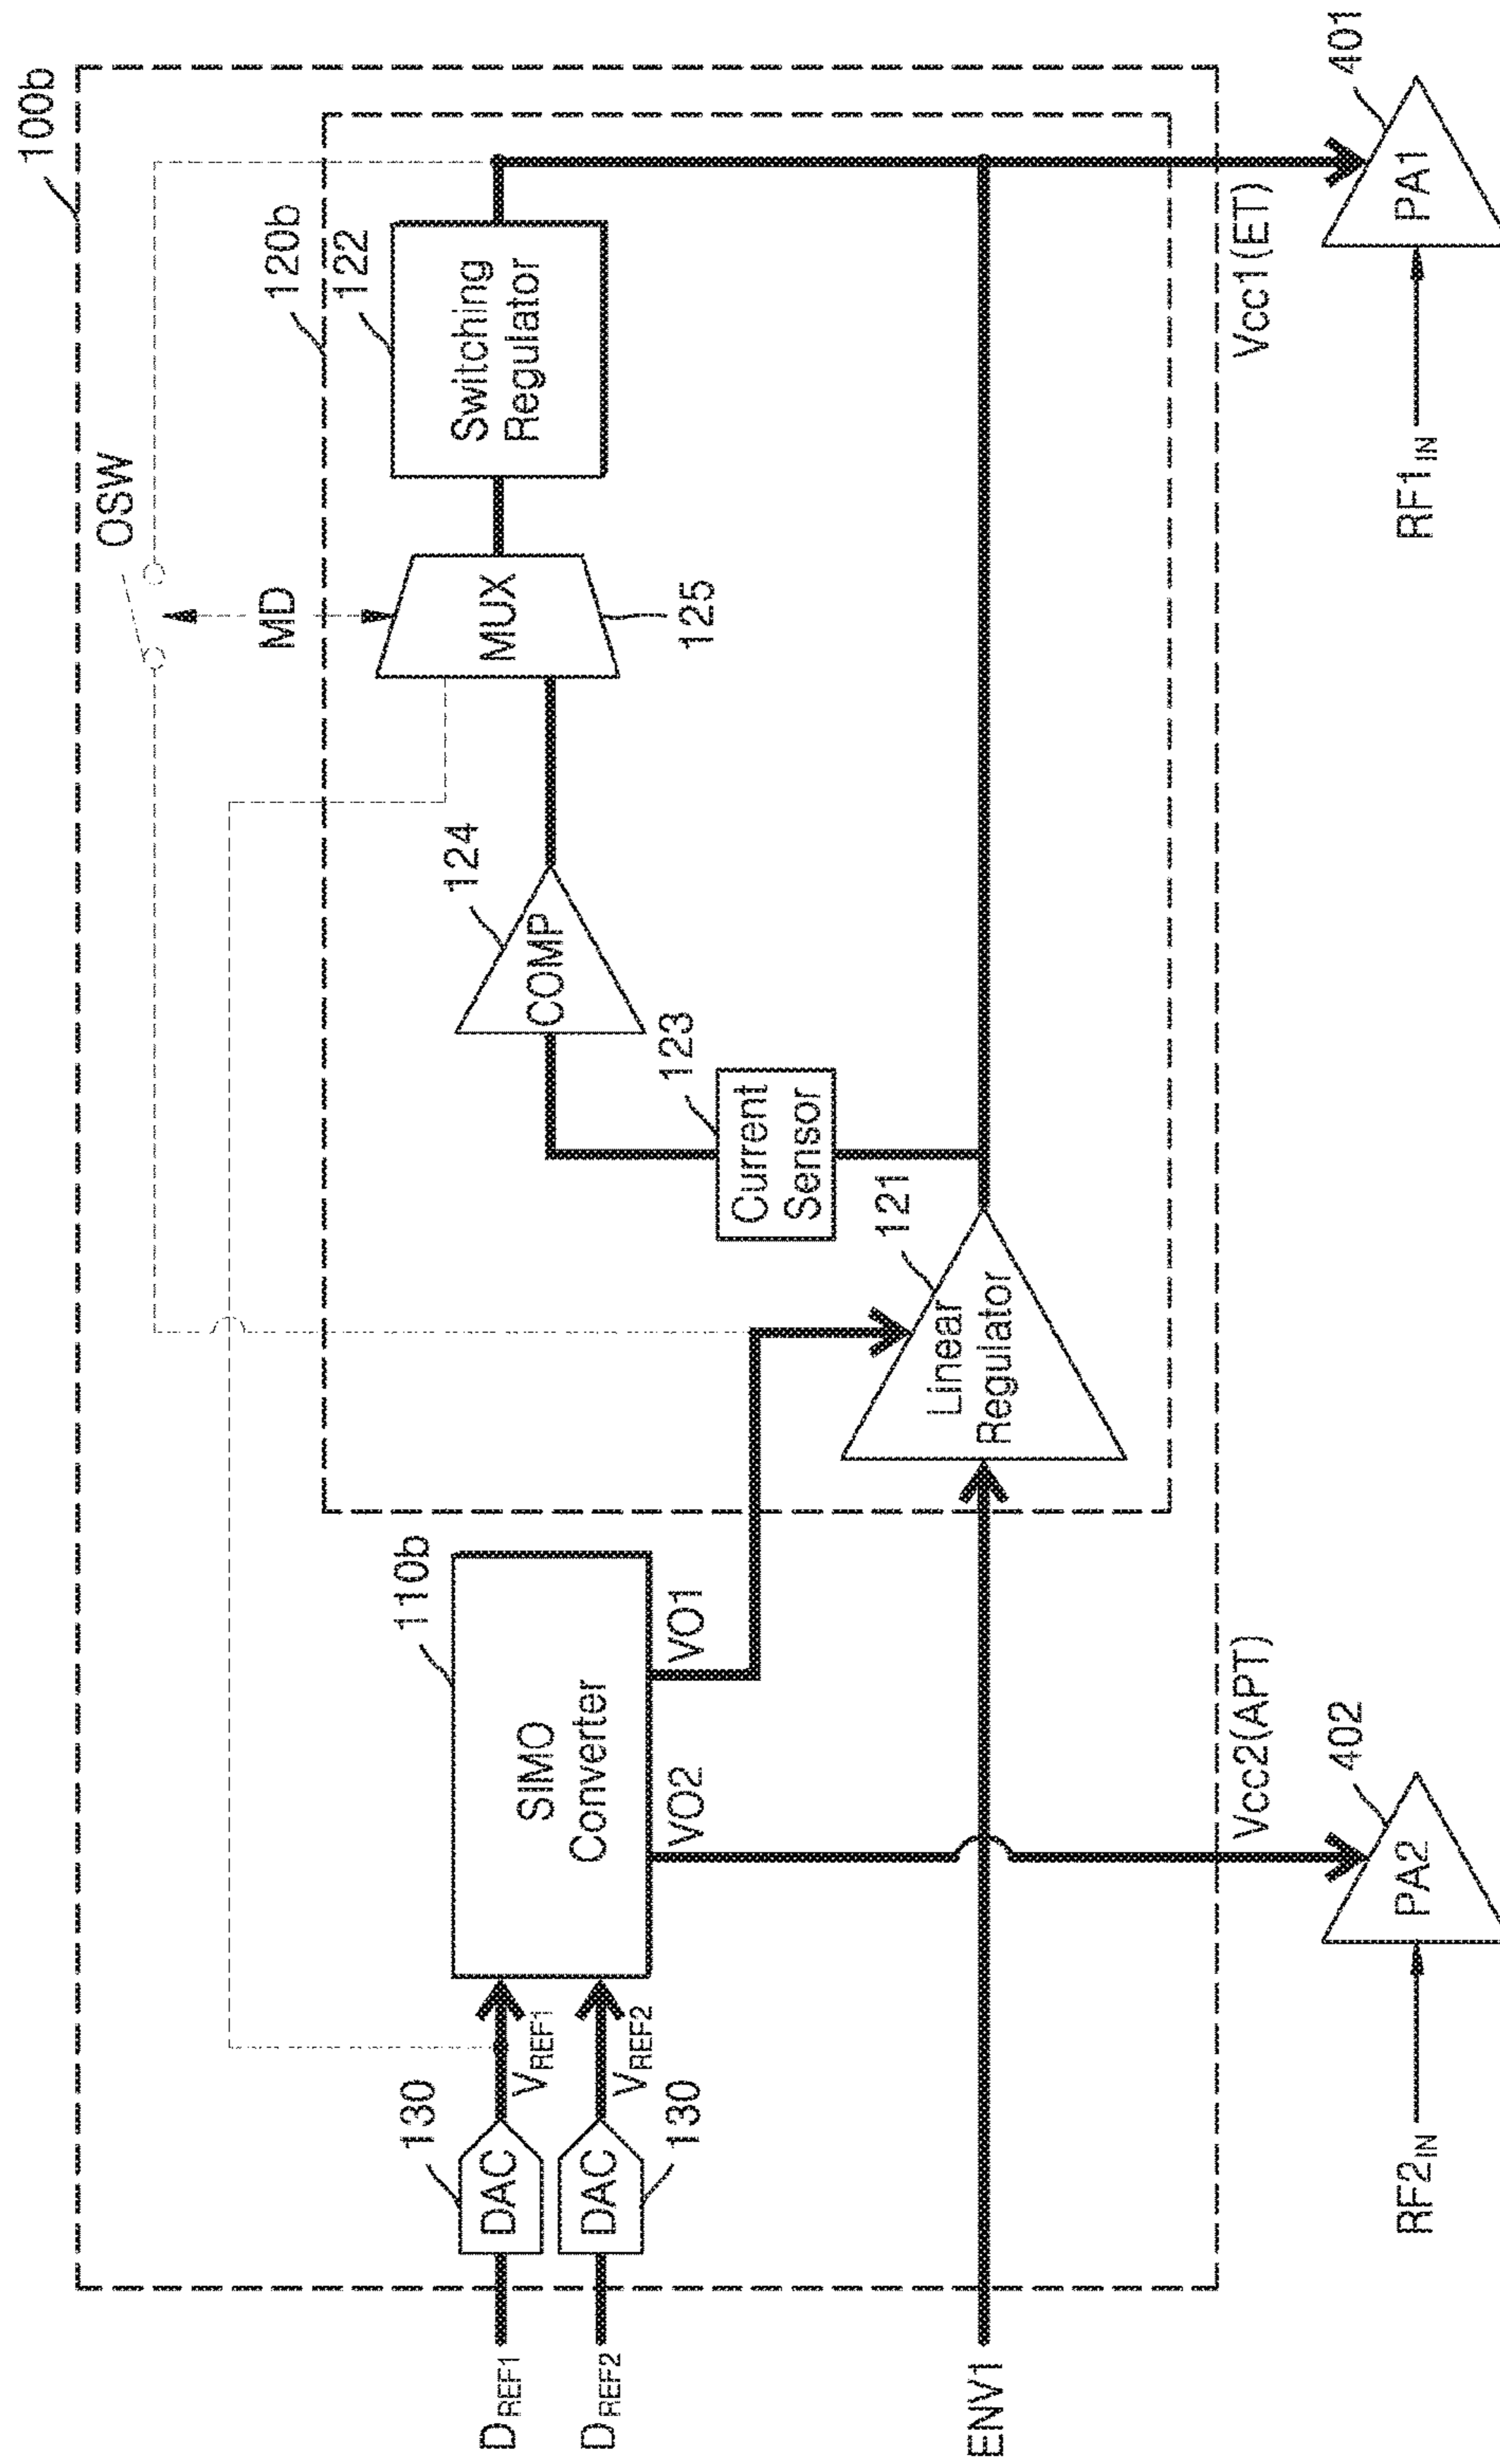 100b
OSW
MD
120b
122
Switching
Regulator
MUX
125
124
COMP
123
Current
Sensor
121
Linear
Regulator
110b
SIMO
Converter
VO1
VO2
130
DAC
VREF1
DAC
VREF2
130
DREF1
DREF2
ENV1
Vcc1(ET)
401
PA1
RF1IN
Vcc2(APT)
402
PA2
RF2IN